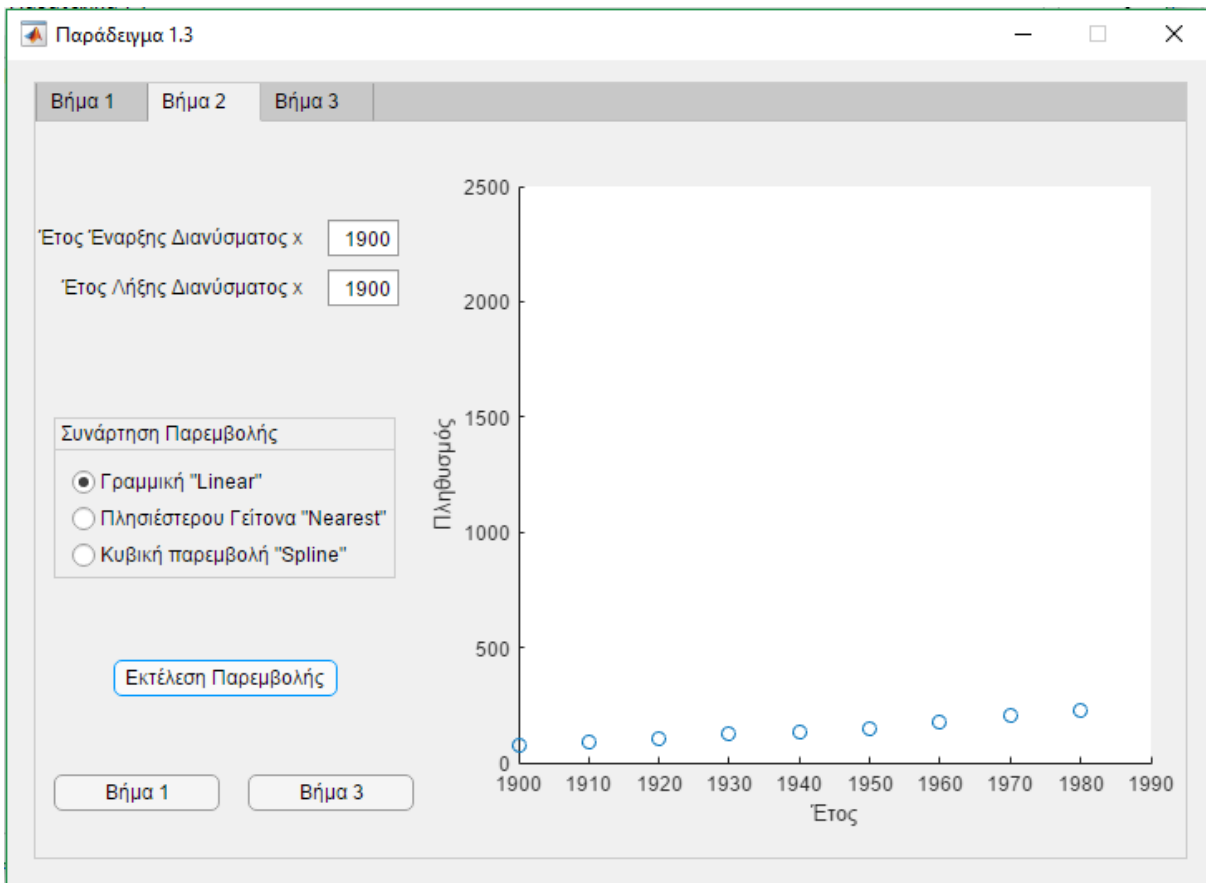 Παράδειγμα 1.3
Βήμα 1 Βήμα 2 Βήμα 3
Έτος Έναρξης Διανύσματος x 1900
Έτος Λήξης Διανύσματος x 1900
Συνάρτηση Παρεμβολής
Γραμμική "Linear"
Πλησιέστερου Γείτονα "Nearest"
Κυβική παρεμβολή "Spline"
Εκτέλεση Παρεμβολής
Βήμα 1 Βήμα 3
2500
2000
1500
1000
500
0
Πληθυσμός
1900 1910 1920 1930 1940 1950 1960 1970 1980 1990
Έτος